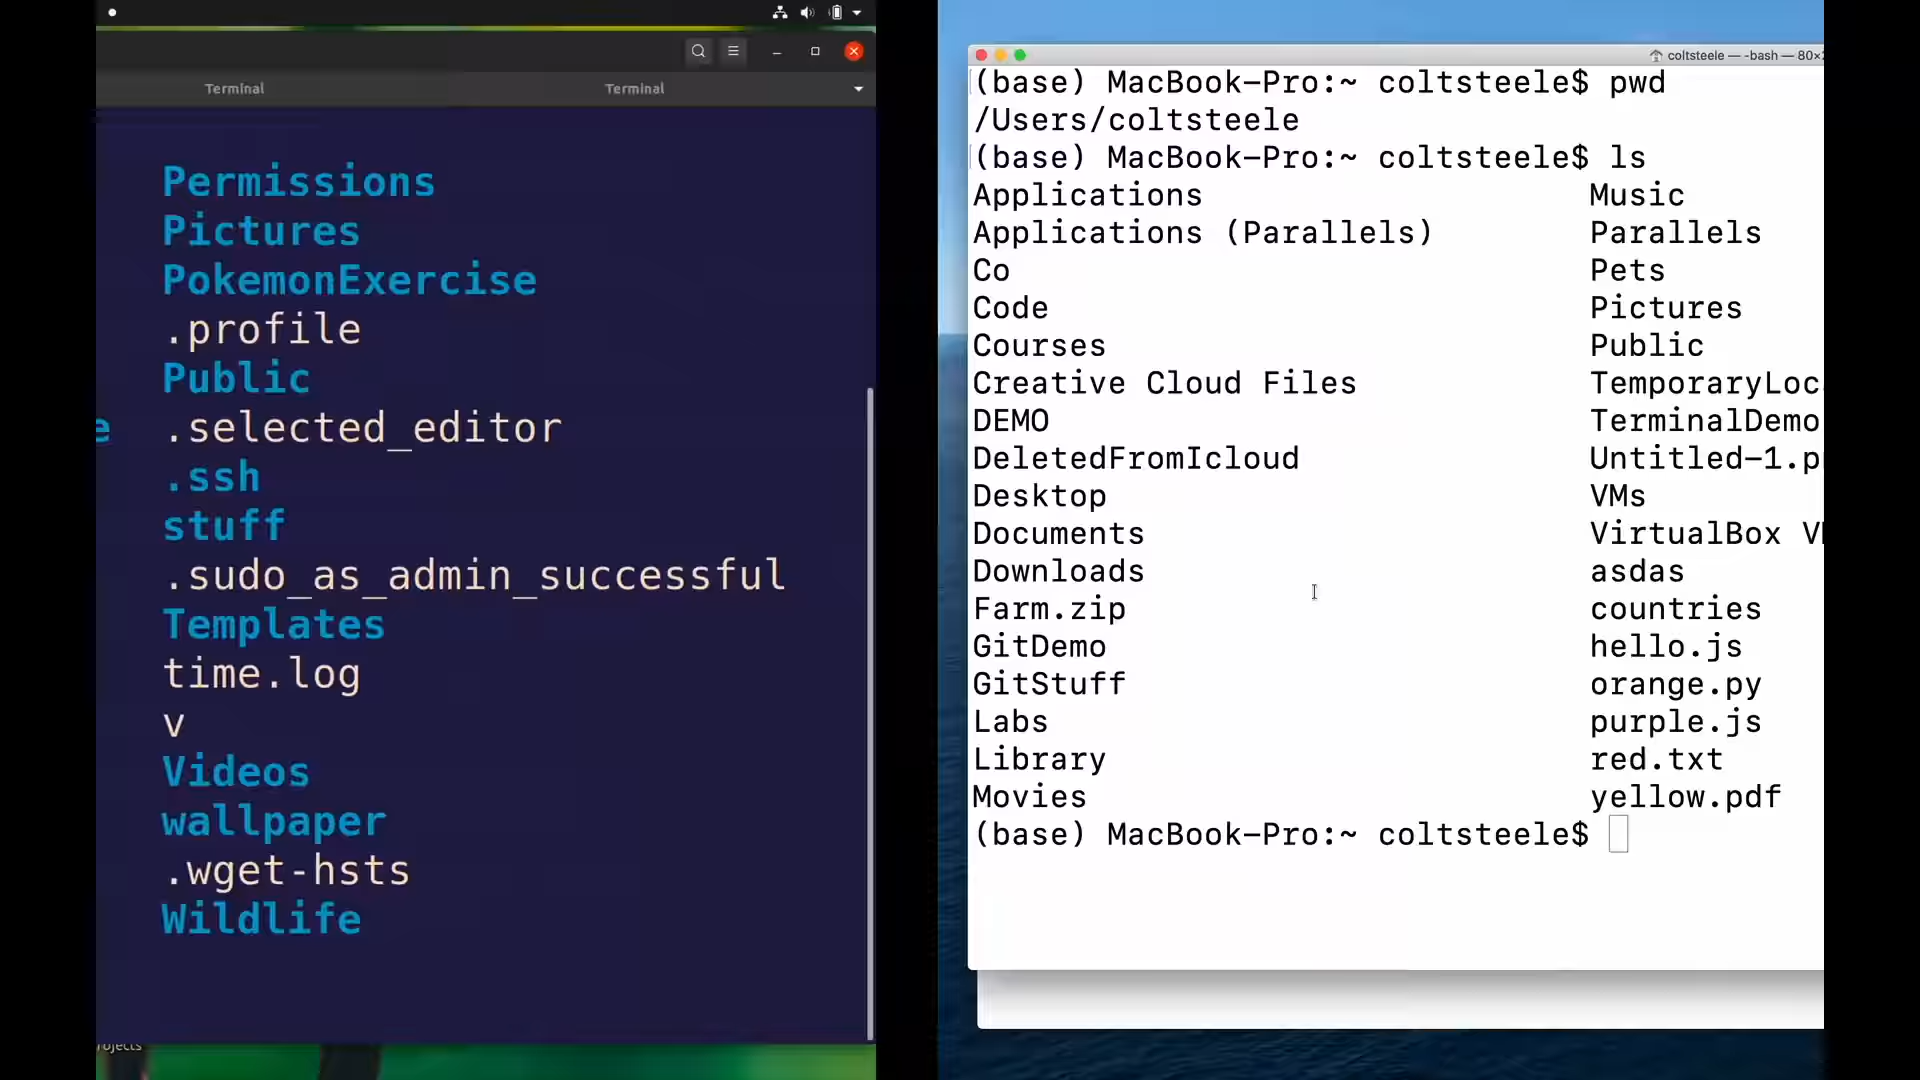 Terminal
Terminal
Permissions
Pictures
PokemonExercise
.profile
Public
e .selected_editor
.ssh
stuff
.sudo_as_admin_successful
Templates
time.log
v
Videos
wallpaper
.wget-hsts
Wildlife
rojects
coltsteele — -bash — 80×2
(base) MacBook-Pro:~ coltsteele$ pwd
/Users/coltsteele
(base) MacBook-Pro:~ coltsteele$ ls
Applications Music
Applications (Parallels) Parallels
Co Pets
Code Pictures
Courses Public
Creative Cloud Files TemporaryLoc
DEMO TerminalDemo
DeletedFromIcloud Untitled-1.p
Desktop VMs
Documents VirtualBox V
Downloads asdas
Farm.zip countries
GitDemo hello.js
GitStuff orange.py
Labs purple.js
Library red.txt
Movies yellow.pdf
(base) MacBook-Pro:~ coltsteele$